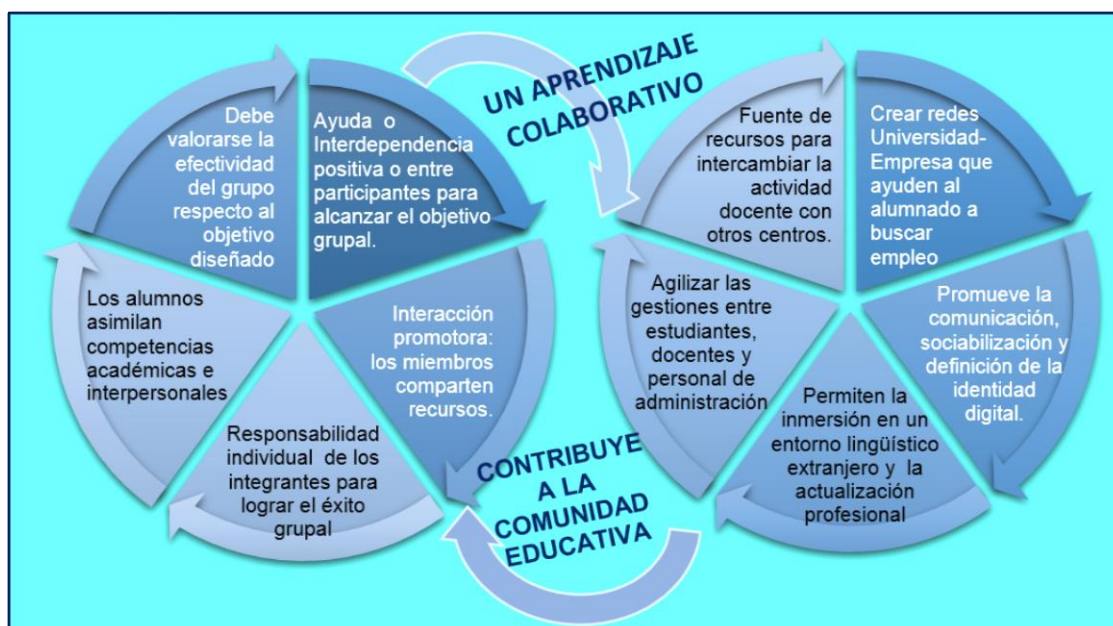 UN APRENDIZAJE
COLABORATIVO
Debe
valorarse la
efectividad
del grupo
respecto al
objetivo
diseñado
Ayuda o
Interdependencia
positiva o entre
participantes para
alcanzar el objetivo
grupal.
Interacción
promotora:
los miembros
comparten
recursos.
Responsabilidad
individual de los
integrantes para
lograr el éxito
grupal
Los alumnos
asimilan
competencias
académicas e
interpersonales
Fuente de
recursos para
intercambiar la
actividad
docente con
otros centros.
Crear redes
Universidad-
Empresa que
ayuden al
alumnado a
buscar
empleo
Promueve la
comunicación,
sociabilización y
definición de la
identidad
digital.
Permiten la
inmersión en un
entorno lingüístico
extranjero y la
actualización
profesional
Agilizar las
gestiones entre
estudiantes,
docentes y
personal de
administración
CONTRIBUYE
A LA
COMUNIDAD
EDUCATIVA